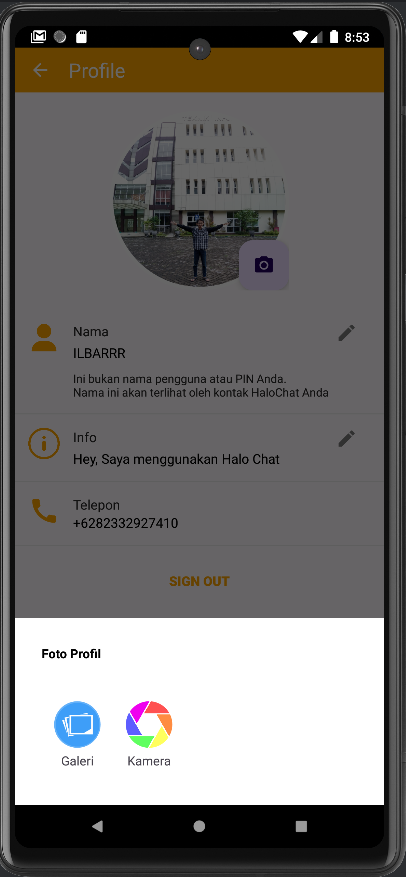 8:53
Profile
Nama
ILBARRR
Ini bukan nama pengguna atau PIN Anda.
Nama ini akan terlihat oleh kontak HaloChat Anda
Info
Hey, Saya menggunakan Halo Chat
Telepon
+6282332927410
SIGN OUT
Foto Profil
Galeri
Kamera